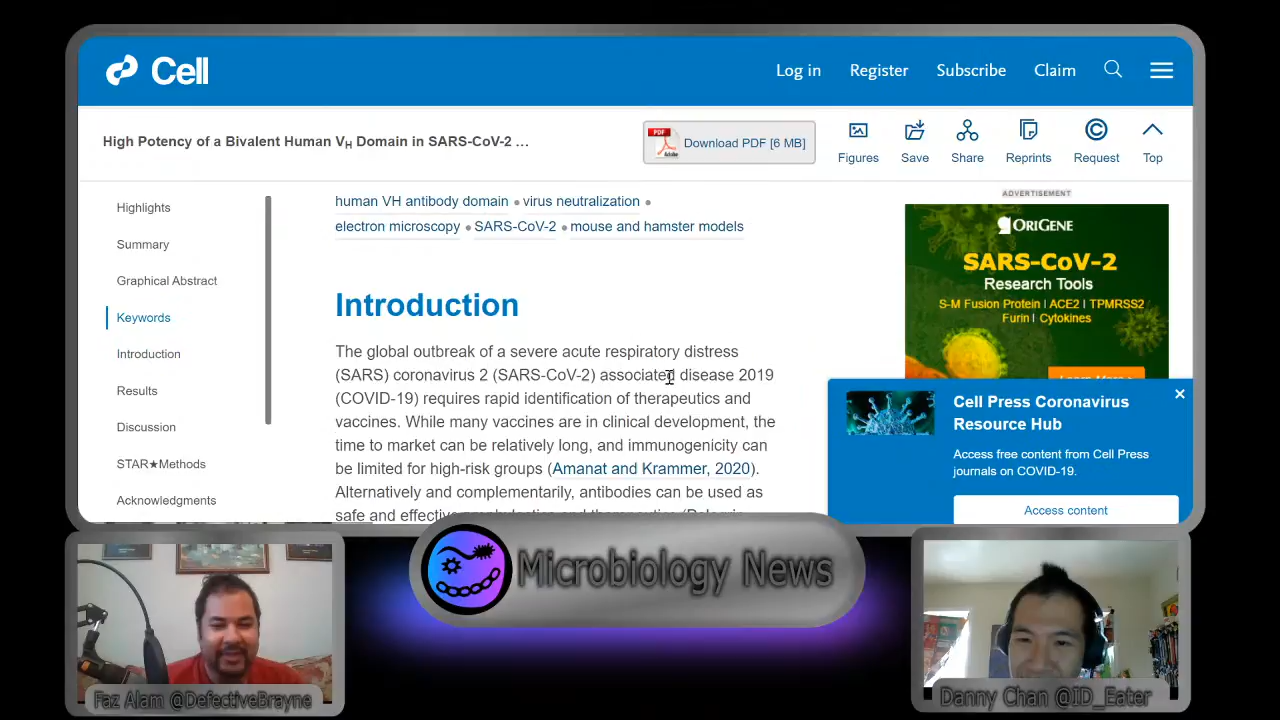 Cell
Log in
Register
Subscribe
Claim
High Potency of a Bivalent Human VH Domain in SARS-CoV-2 ...
PDF
Adobe
Download PDF [6 MB]
Figures
Save
Share
Reprints
Request
Top
Highlights
Summary
Graphical Abstract
Keywords
Introduction
Results
Discussion
STAR★Methods
Acknowledgments
human VH antibody domain • virus neutralization •
electron microscopy • SARS-CoV-2 • mouse and hamster models
Introduction
The global outbreak of a severe acute respiratory distress
(SARS) coronavirus 2 (SARS-CoV-2) associated disease 2019
(COVID-19) requires rapid identification of therapeutics and
vaccines. While many vaccines are in clinical development, the
time to market can be relatively long, and immunogenicity can
be limited for high-risk groups (Amanat and Krammer, 2020).
Alternatively and complementarily, antibodies can be used as
safe and effective prophylactics and therapeutics (Pelegrin
ADVERTISEMENT
ORIGENE
SARS-CoV-2
Research Tools
S-M Fusion Protein | ACE2 | TPMRSS2
Furin | Cytokines
Learn More
Cell Press Coronavirus
Resource Hub
Access free content from Cell Press
journals on COVID-19.
Access content
Microbiology News
Faz Alam @DefectiveBrayne
Danny Chan @ID_Eater